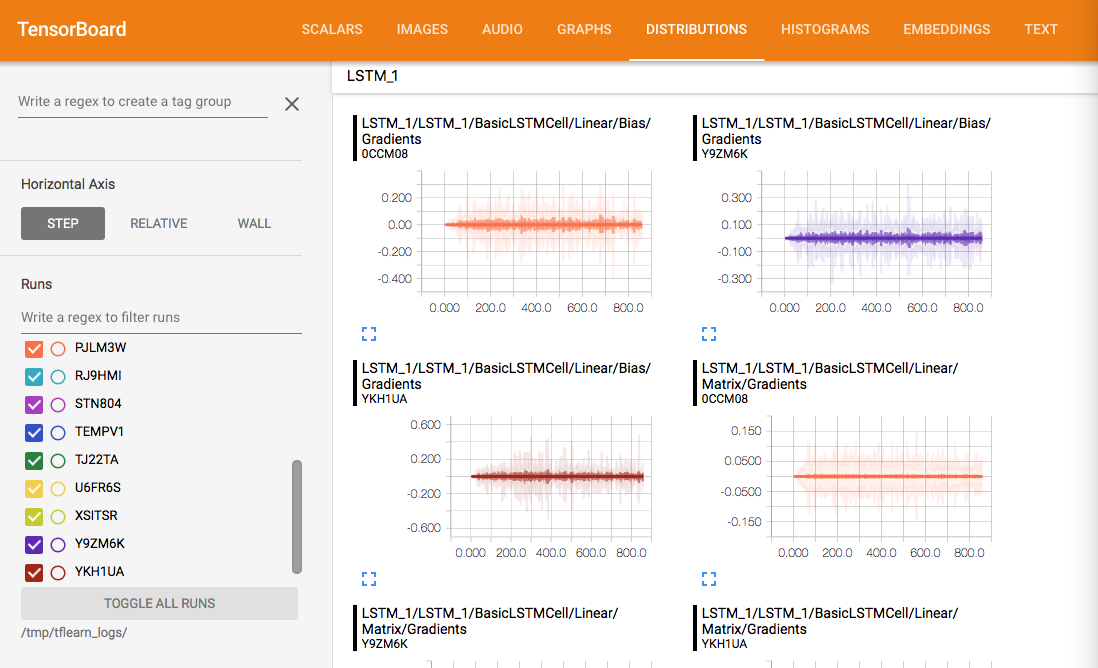 TensorBoard
SCALARS IMAGES AUDIO GRAPHS DISTRIBUTIONS HISTOGRAMS EMBEDDINGS TEXT
Write a regex to create a tag group
Horizontal Axis
STEP RELATIVE WALL
Runs
Write a regex to filter runs
PJLM3W
RJ9HMI
STN804
TEMPV1
TJ22TA
U6FR6S
XSITSR
Y9ZM6K
YKH1UA
TOGGLE ALL RUNS
/tmp/tflearn_logs/
LSTM_1
LSTM_1/LSTM_1/BasicLSTMCell/Linear/Bias/
Gradients
0CCM08
0.200
0.00
-0.200
-0.400
0.000 200.0 400.0 600.0 800.0
LSTM_1/LSTM_1/BasicLSTMCell/Linear/Bias/
Gradients
Y9ZM6K
0.300
0.100
-0.100
-0.300
0.000 200.0 400.0 600.0 800.0
LSTM_1/LSTM_1/BasicLSTMCell/Linear/Bias/
Gradients
YKH1UA
0.600
0.200
-0.200
-0.600
0.000 200.0 400.0 600.0 800.0
LSTM_1/LSTM_1/BasicLSTMCell/Linear/
Matrix/Gradients
0CCM08
0.150
0.0500
-0.0500
-0.150
0.000 200.0 400.0 600.0 800.0
LSTM_1/LSTM_1/BasicLSTMCell/Linear/
Matrix/Gradients
Y9ZM6K
LSTM_1/LSTM_1/BasicLSTMCell/Linear/
Matrix/Gradients
YKH1UA